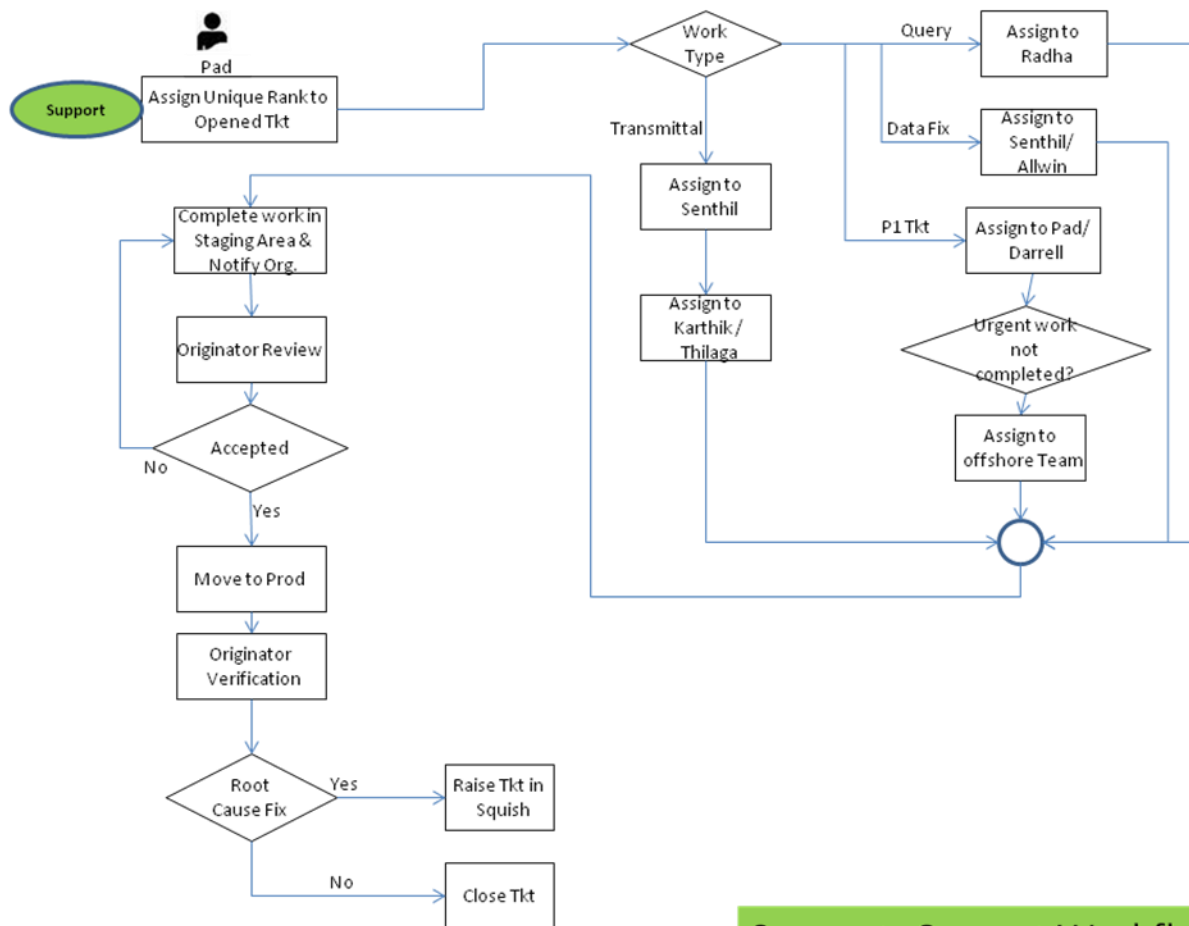 Pad
Support
Assign Unique Rank to
Opened Tkt
Work
Type
Query
Assign to
Radha
Transmittal
Data Fix
Assign to
Senthil/
Allwin
Assign to
Senthil
P1 Tkt
Assign to Pad/
Darrell
Complete work in
Staging Area &
Notify Org.
Assign to
Karthik /
Thilaga
Urgent work
not
completed?
Originator Review
Accepted
No
Yes
Assign to
offshore Team
Move to Prod
Originator
Verification
Root
Cause Fix
Yes
Raise Tkt in
Squish
No
Close Tkt